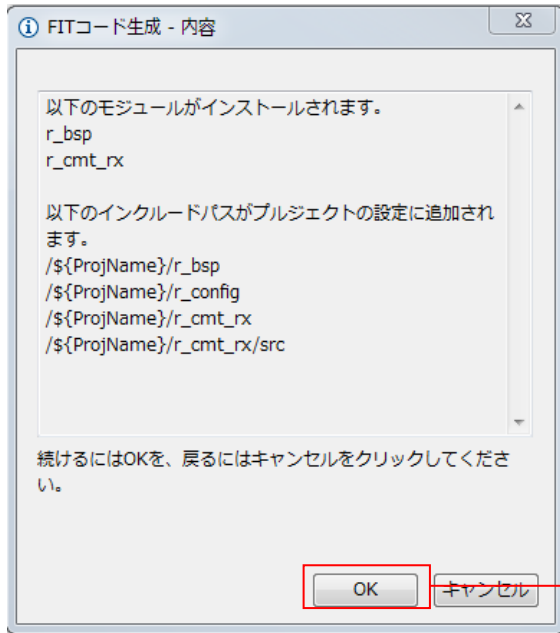 FITコード生成 - 内容
以下のモジュールがインストールされます。
r_bsp
r_cmt_rx
以下のインクルードパスがプルジェクトの設定に追加され
ます。
/${ProjName}/r_bsp
/${ProjName}/r_config
/${ProjName}/r_cmt_rx
/${ProjName}/r_cmt_rx/src
続けるにはOKを、戻るにはキャンセルをクリックしてくださ
い。
OK
キャンセル